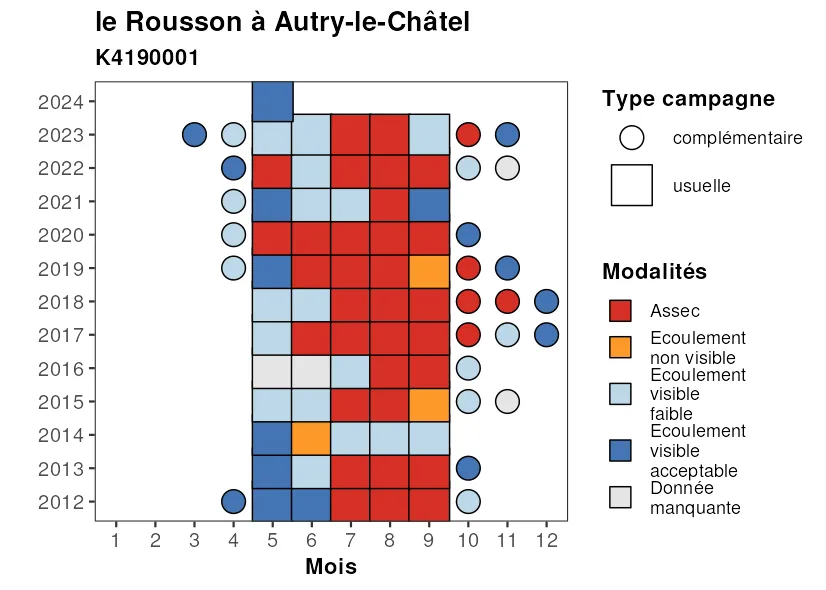 le Rousson à Autry-le-Châtel
K4190001
2024
2023
2022
2021
2020
2019
2018
2017
2016
2015
2014
2013
2012
1 2 3 4 5 6 7 8 9 10 11 12
Mois
Type campagne
complémentaire
usuelle
Modalités
Assec
Ecoulement
non visible
Ecoulement
visible
faible
Ecoulement
visible
acceptable
Donnée
manquante